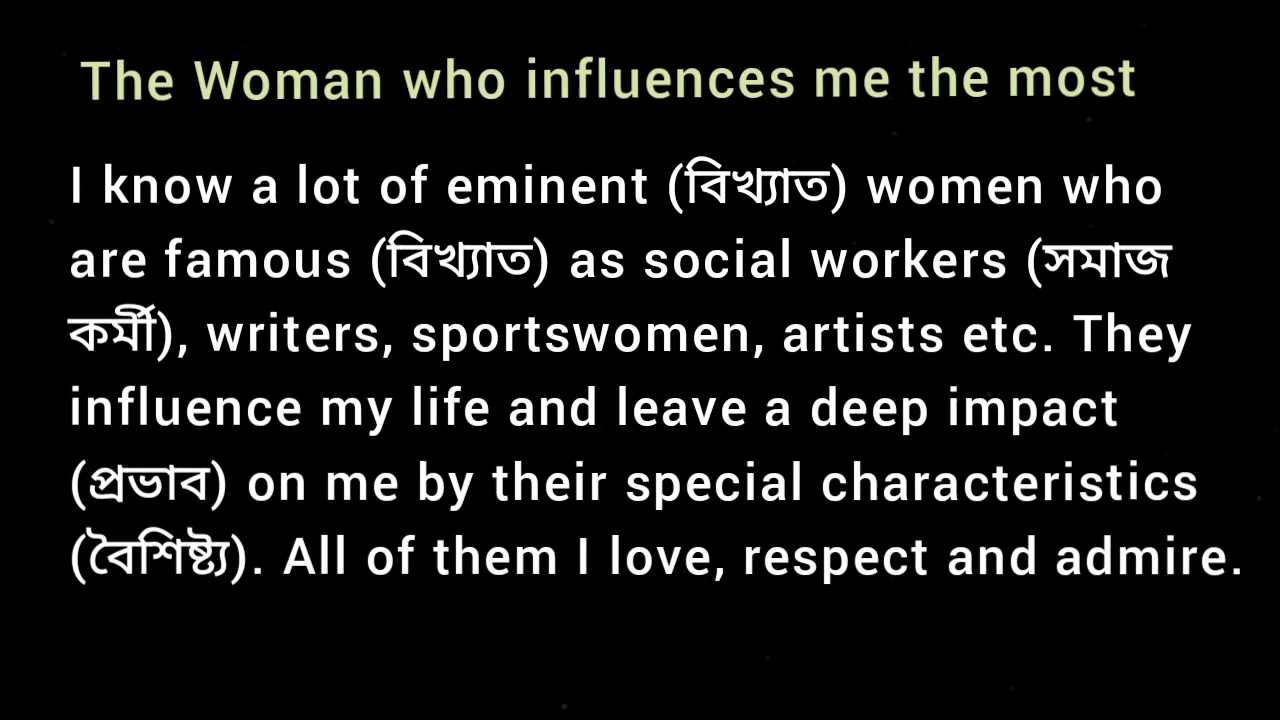 The Woman who influences me the most
I know a lot of eminent (বিখ্যাত) women who
are famous (বিখ্যাত) as social workers (সমাজ
কর্মী), writers, sportswomen, artists etc. They
influence my life and leave a deep impact
(প্রভাব) on me by their special characteristics
(বৈশিষ্ট্য). All of them I love, respect and admire.